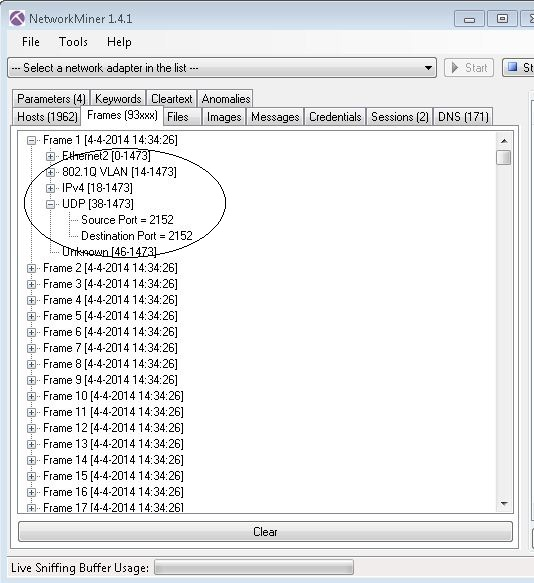 NetworkMiner 1.4.1
File Tools Help
--- Select a network adapter in the list --- Start St
Parameters (4) Keywords Cleartext Anomalies
Hosts (1962) Frames (93xxx) Files Images Messages Credentials Sessions (2) DNS (171)
Frame 1 [4-4-2014 14:34:26]
Ethernet2 [0-1473]
802.1Q VLAN [14-1473]
IPv4 [18-1473]
UDP [38-1473]
Source Port = 2152
Destination Port = 2152
Unknown [46-1473]
Frame 2 [4-4-2014 14:34:26]
Frame 3 [4-4-2014 14:34:26]
Frame 4 [4-4-2014 14:34:26]
Frame 5 [4-4-2014 14:34:26]
Frame 6 [4-4-2014 14:34:26]
Frame 7 [4-4-2014 14:34:26]
Frame 8 [4-4-2014 14:34:26]
Frame 9 [4-4-2014 14:34:26]
Frame 10 [4-4-2014 14:34:26]
Frame 11 [4-4-2014 14:34:26]
Frame 12 [4-4-2014 14:34:26]
Frame 13 [4-4-2014 14:34:26]
Frame 14 [4-4-2014 14:34:26]
Frame 15 [4-4-2014 14:34:26]
Frame 16 [4-4-2014 14:34:26]
Frame 17 [4-4-2014 14:34:26]
Clear
Live Sniffing Buffer Usage: